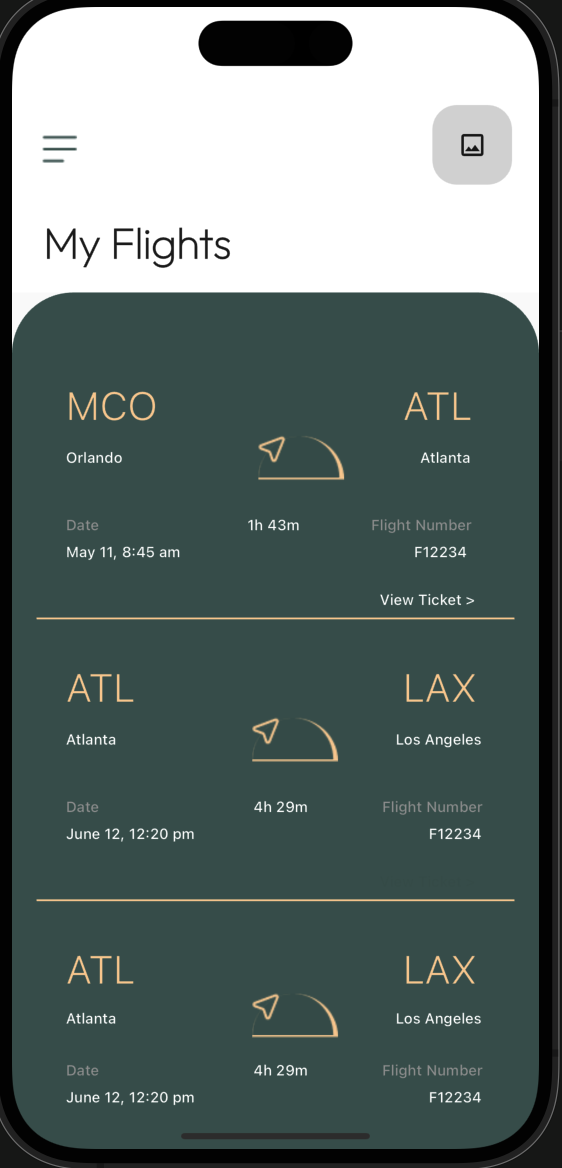 My Flights
MCO ATL
Orlando Atlanta
Date 1h 43m Flight Number
May 11, 8:45 am F12234
View Ticket >
ATL LAX
Atlanta Los Angeles
Date 4h 29m Flight Number
June 12, 12:20 pm F12234
ATL LAX
Atlanta Los Angeles
Date 4h 29m Flight Number
June 12, 12:20 pm F12234